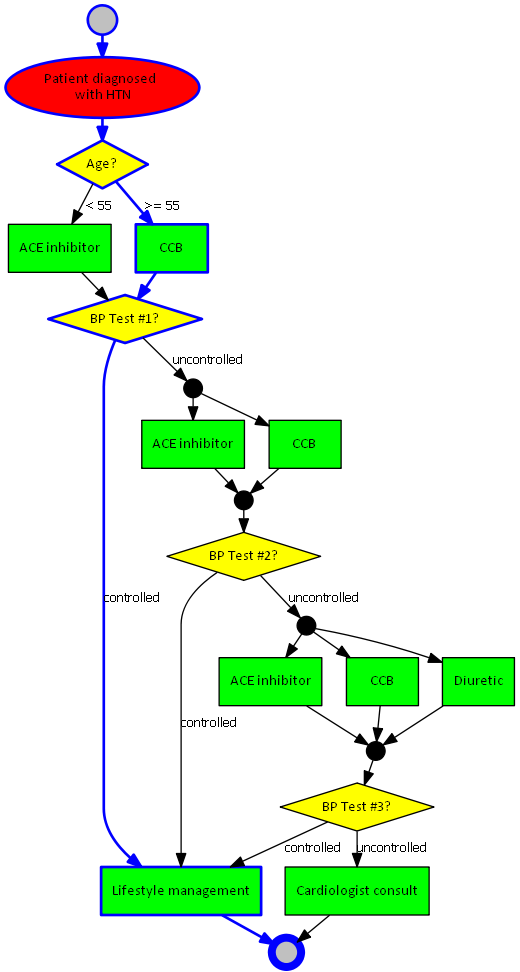 Patient diagnosed
with HTN
Age?
< 55
>= 55
ACE inhibitor
CCB
BP Test #1?
uncontrolled
ACE inhibitor
CCB
BP Test #2?
controlled
uncontrolled
ACE inhibitor
CCB
Diuretic
controlled
BP Test #3?
controlled
uncontrolled
Lifestyle management
Cardiologist consult